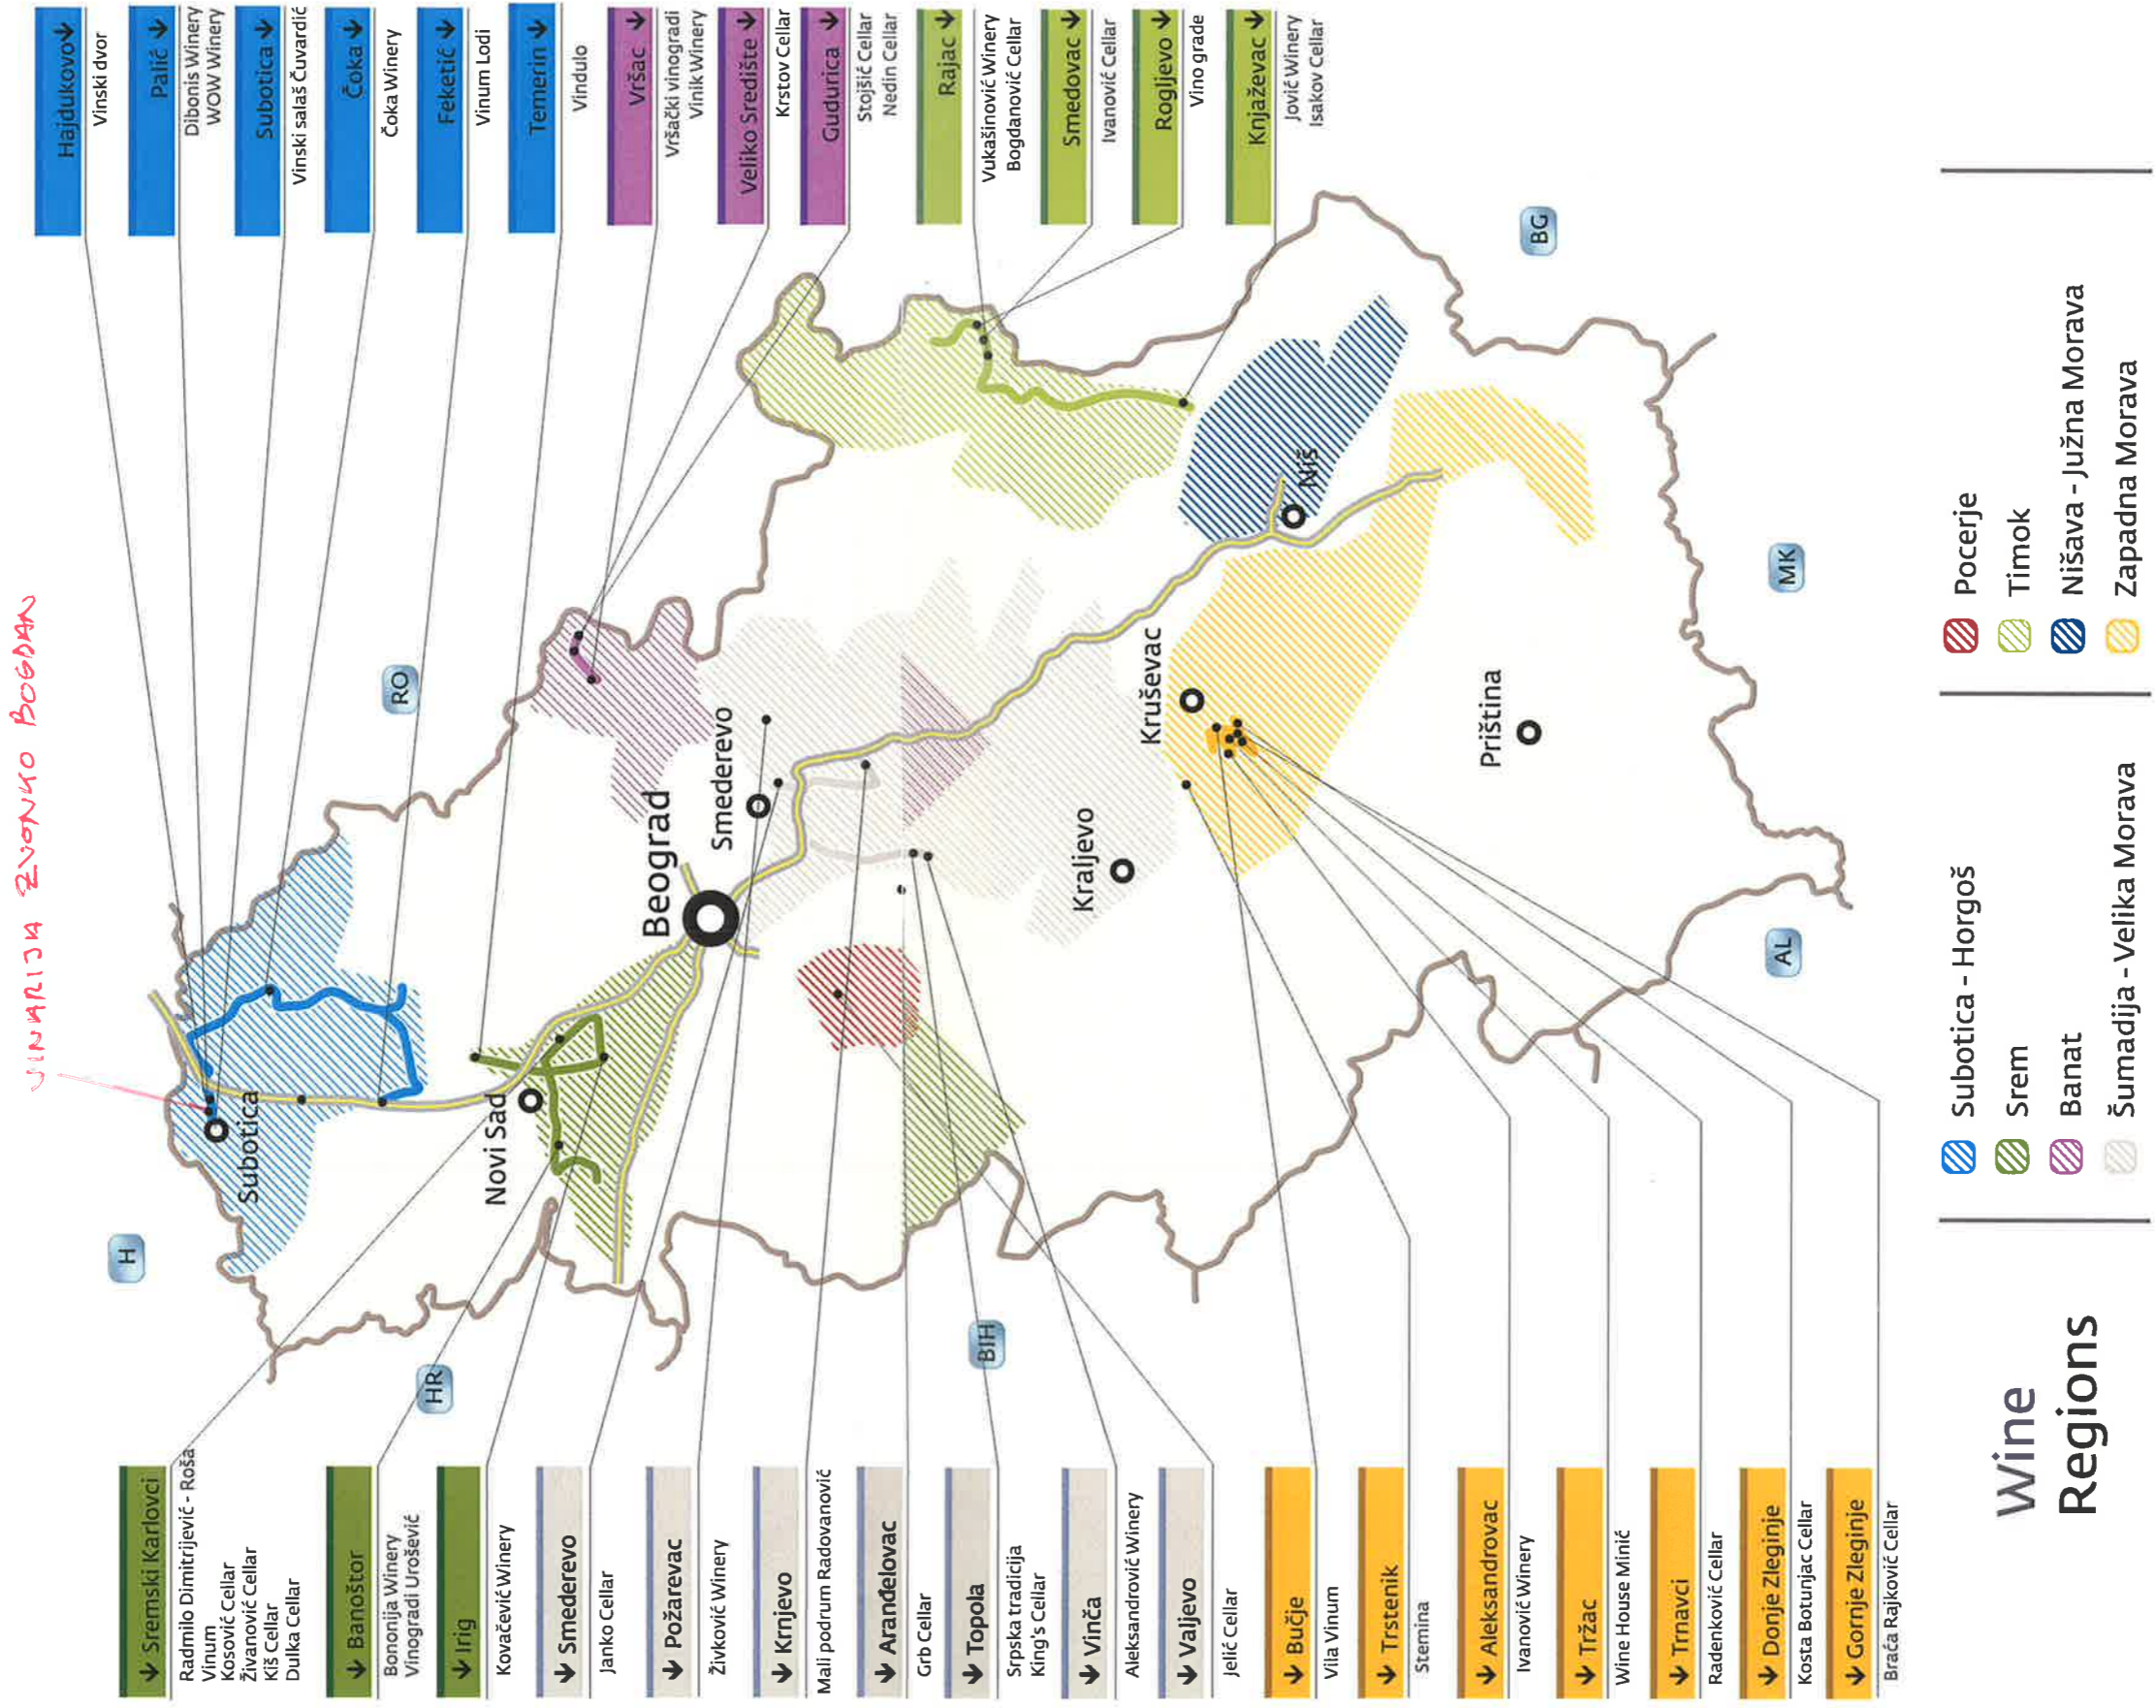 VINARIJA ZVONKO BOGDAN
Hajdukovo
Vinski dvor
Palić
Dibonis Winery
WOW Winery
Subotica
Vinski salaš Čuvardić
Čoka
Čoka Winery
Feketić
Vinum Lodi
Temerin
Vindulo
Vršac
Vršački vinogradi
Vinik Winery
Veliko Središte
Krstov Cellar
Gudurica
Stojšić Cellar
Nedin Cellar
Rajac
Vukašinović Winery
Bogdanović Cellar
Smedovac
Ivanović Cellar
Rogljevo
Vino grade
Knjaževac
Jović Winery
Isakov Cellar
H
RO
HR
BIH
BG
MK
AL
Subotica
Novi Sad
Beograd
Smederevo
Kraljevo
Kruševac
Niš
Priština
Sremski Karlovci
Radmilo Dimitrijević - Roša
Vinum
Kosović Cellar
Živanović Cellar
Kiš Cellar
Dulka Cellar
Banoštor
Bononija Winery
Vinogradi Urošević
Irig
Kovačević Winery
Smederevo
Janko Cellar
Požarevac
Živković Winery
Krnjevo
Mali podrum Radovanović
Aranđelovac
Grb Cellar
Topola
Srpska tradicija
King's Cellar
Vinča
Aleksandrović Winery
Valjevo
Jelić Cellar
Bučje
Vila Vinum
Trstenik
Stemina
Aleksandrovac
Ivanović Winery
Tržac
Wine House Minić
Trnavci
Radenković Cellar
Donje Zleginje
Kosta Botunjac Cellar
Gornje Zleginje
Braća Rajković Cellar
Wine
Regions
Subotica - Horgoš
Srem
Banat
Šumadija - Velika Morava
Pocerje
Timok
Nišava - Južna Morava
Zapadna Morava